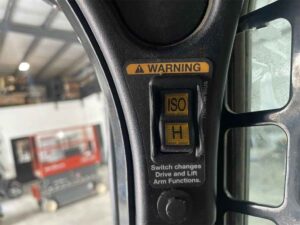 WARNING
ISO
H
Switch changes
Drive and Lift
Arm Functions.